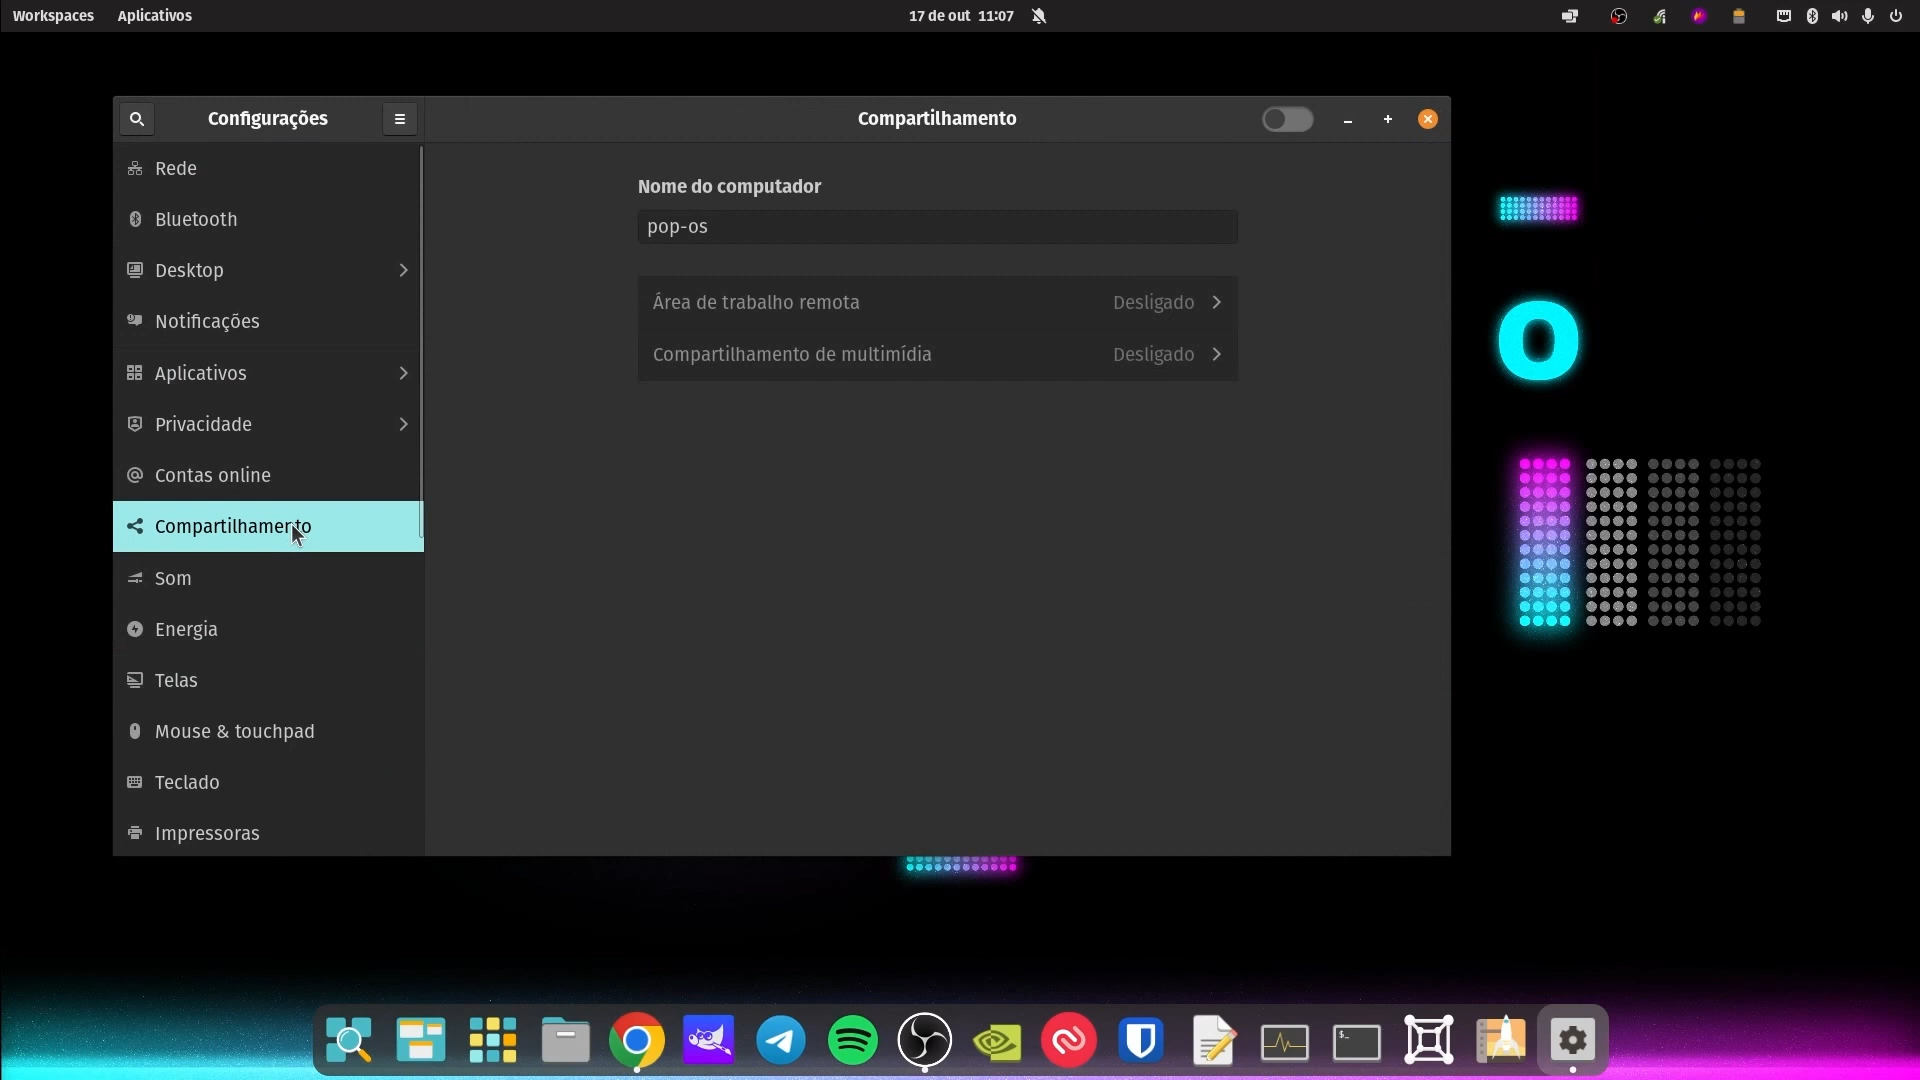 Workspaces Aplicativos 17 de out 11:07
Configurações Compartilhamento
Rede
Bluetooth
Desktop
Notificações
Aplicativos
Privacidade
Contas online
Compartilhamento
Som
Energia
Telas
Mouse & touchpad
Teclado
Impressoras
Nome do computador
pop-os
Área de trabalho remota Desligado
Compartilhamento de multimídia Desligado
O